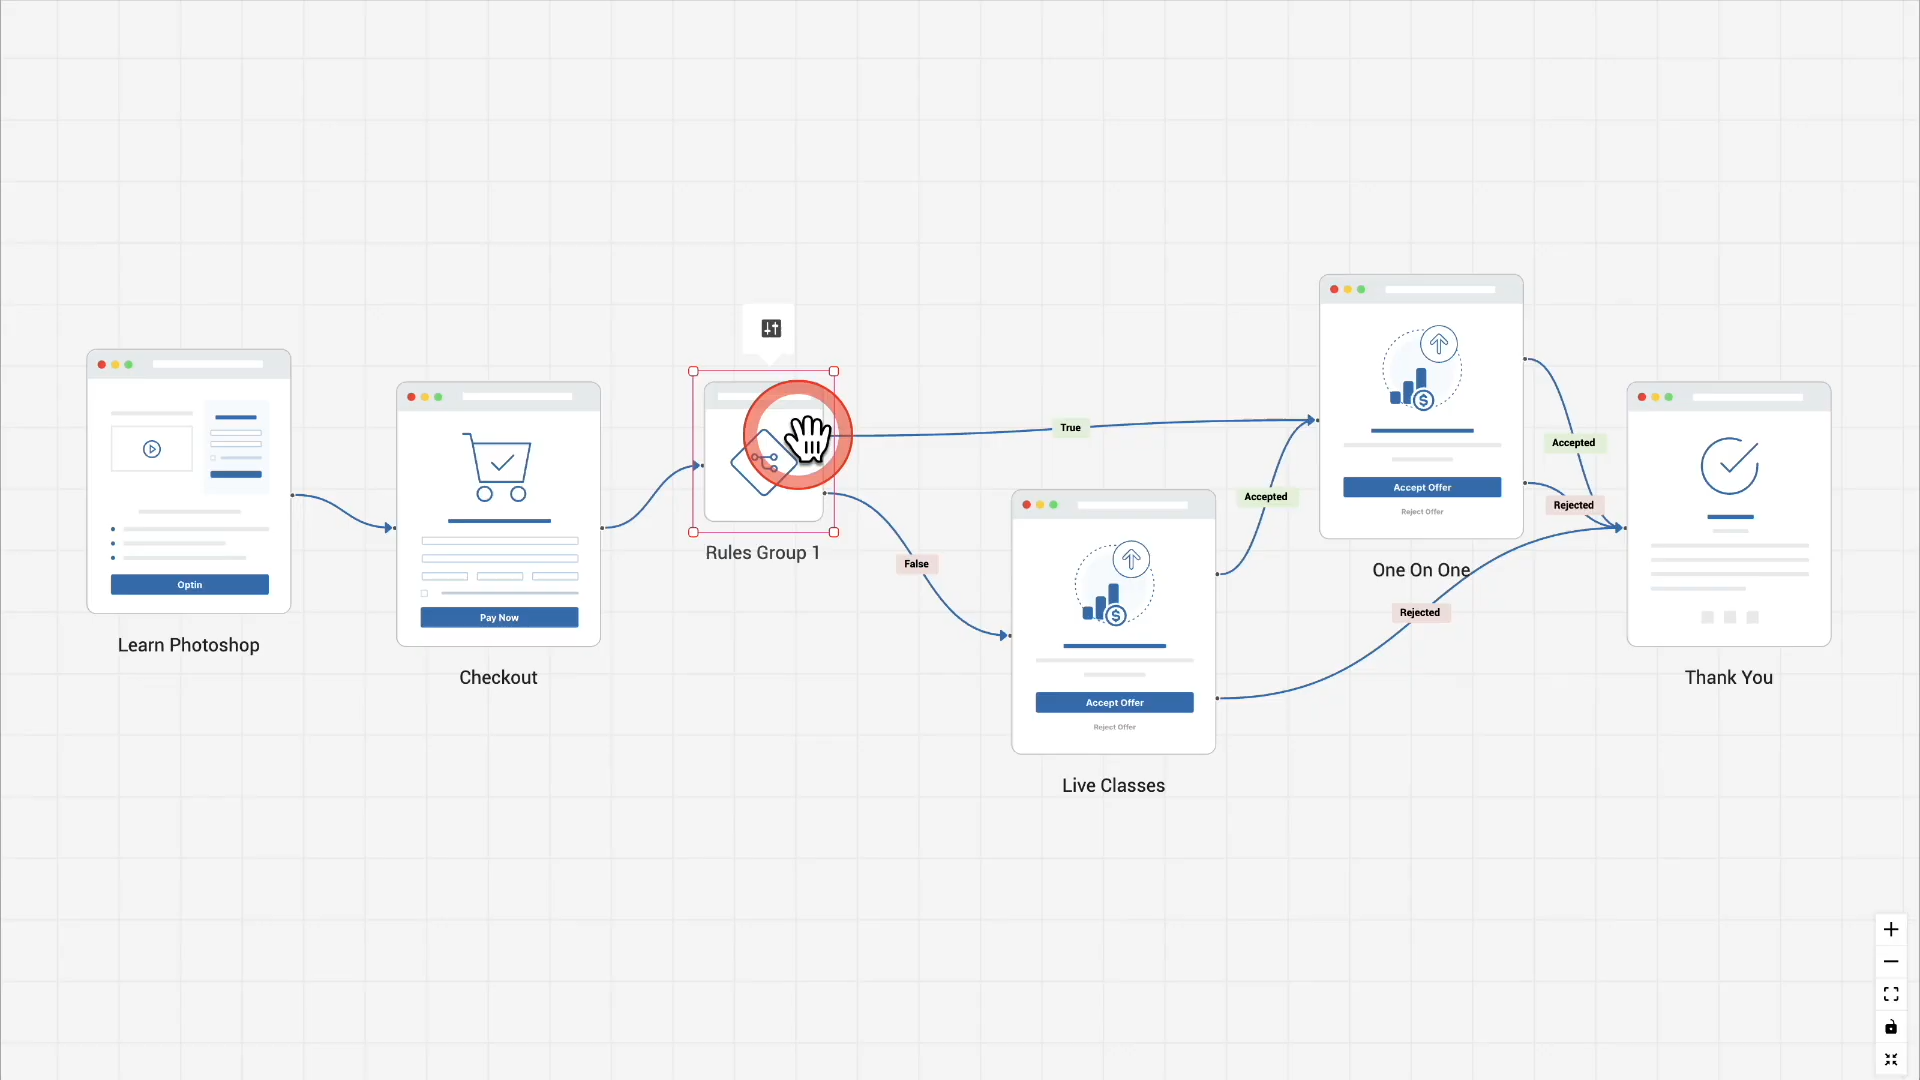 Optin
Learn Photoshop
Pay Now
Checkout
Rules Group 1
True
False
Accept Offer
Reject Offer
Live Classes
Accepted
Rejected
Accept Offer
Reject Offer
One On One
Accepted
Rejected
Thank You